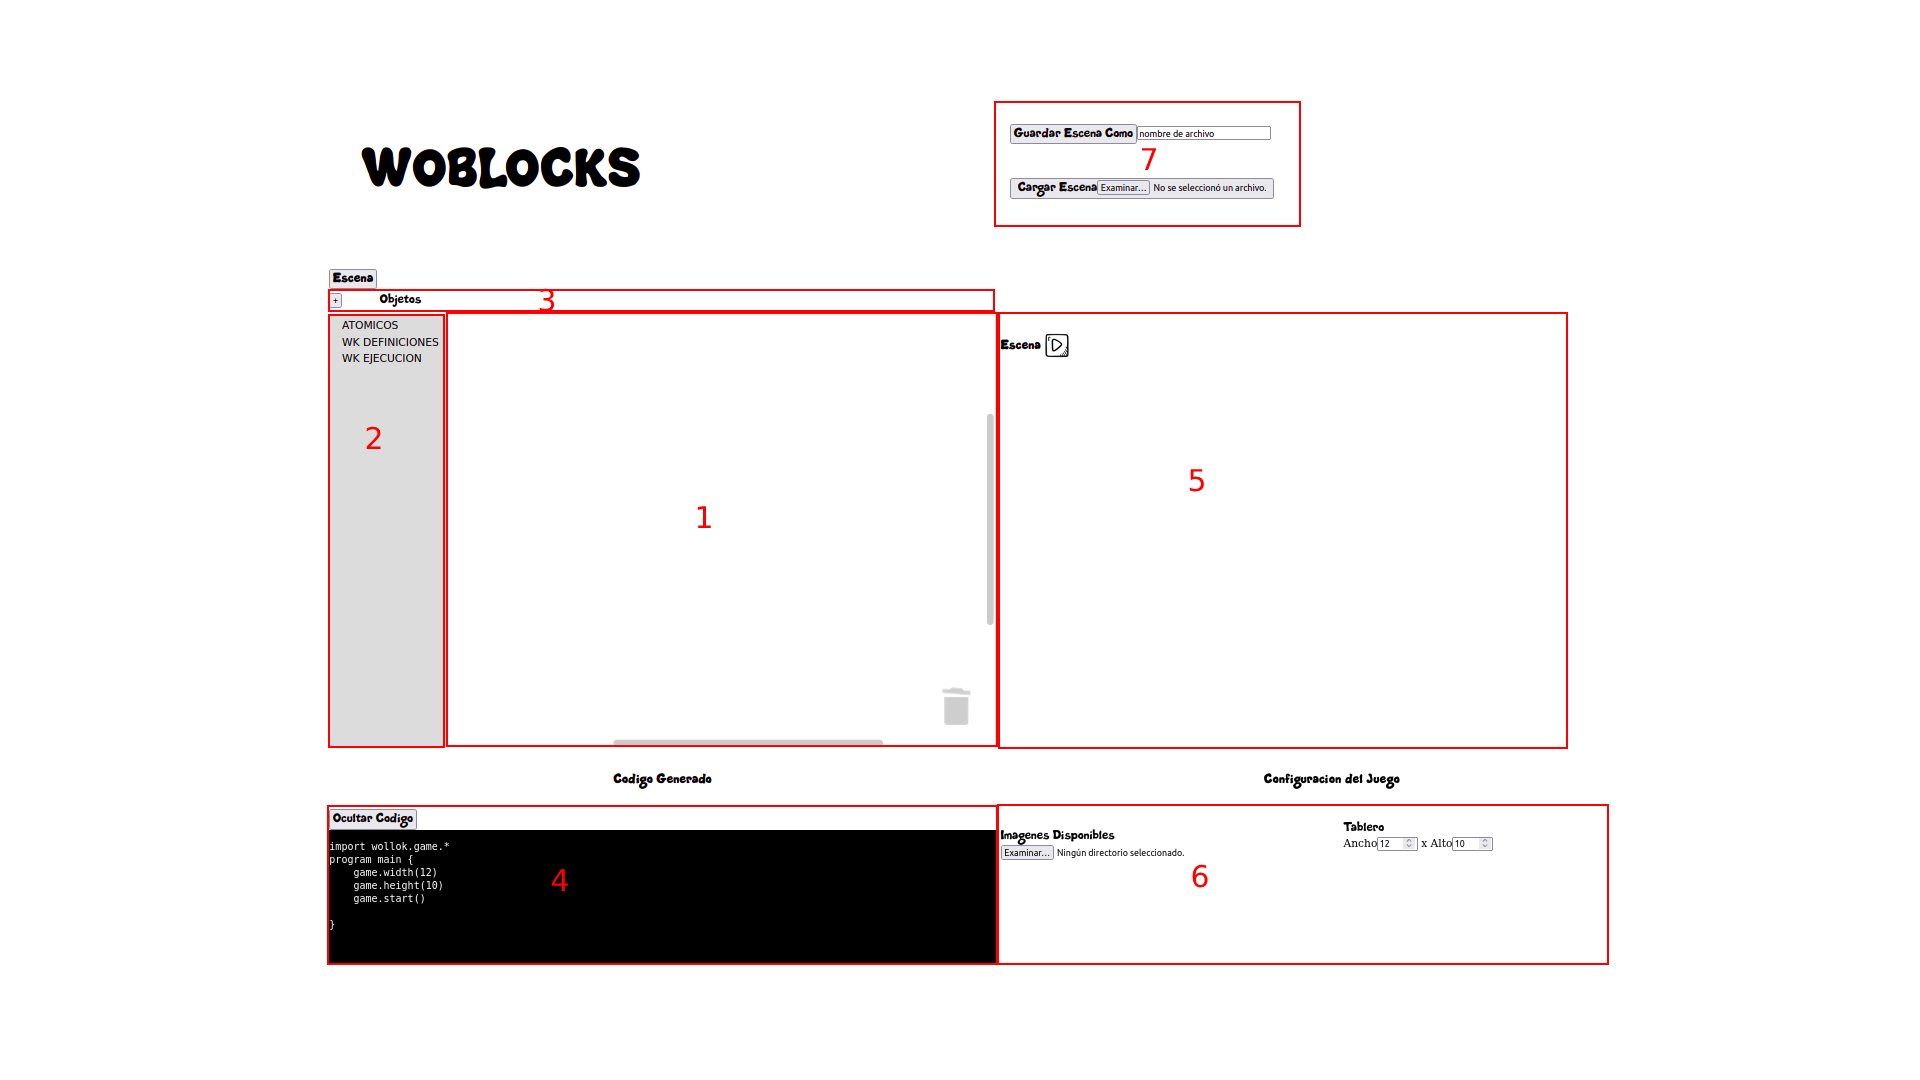 WOBLOCKS
Guardar Escena Como nombre de archivo
7
Cargar Escena Examinar... No se seleccionó un archivo.
Escena
+ Objetos 3
ATOMICOS
WK DEFINICIONES
WK EJECUCION
2
1
Escena
5
Codigo Generado
Configuracion del Juego
Ocultar Codigo
import wollok.game.*
program main {
    game.width(12)
    game.height(10)
    game.start()
}
4
Imagenes Disponibles
Examinar... Ningún directorio seleccionado.
Tablero
Ancho 12 x Alto 10
6